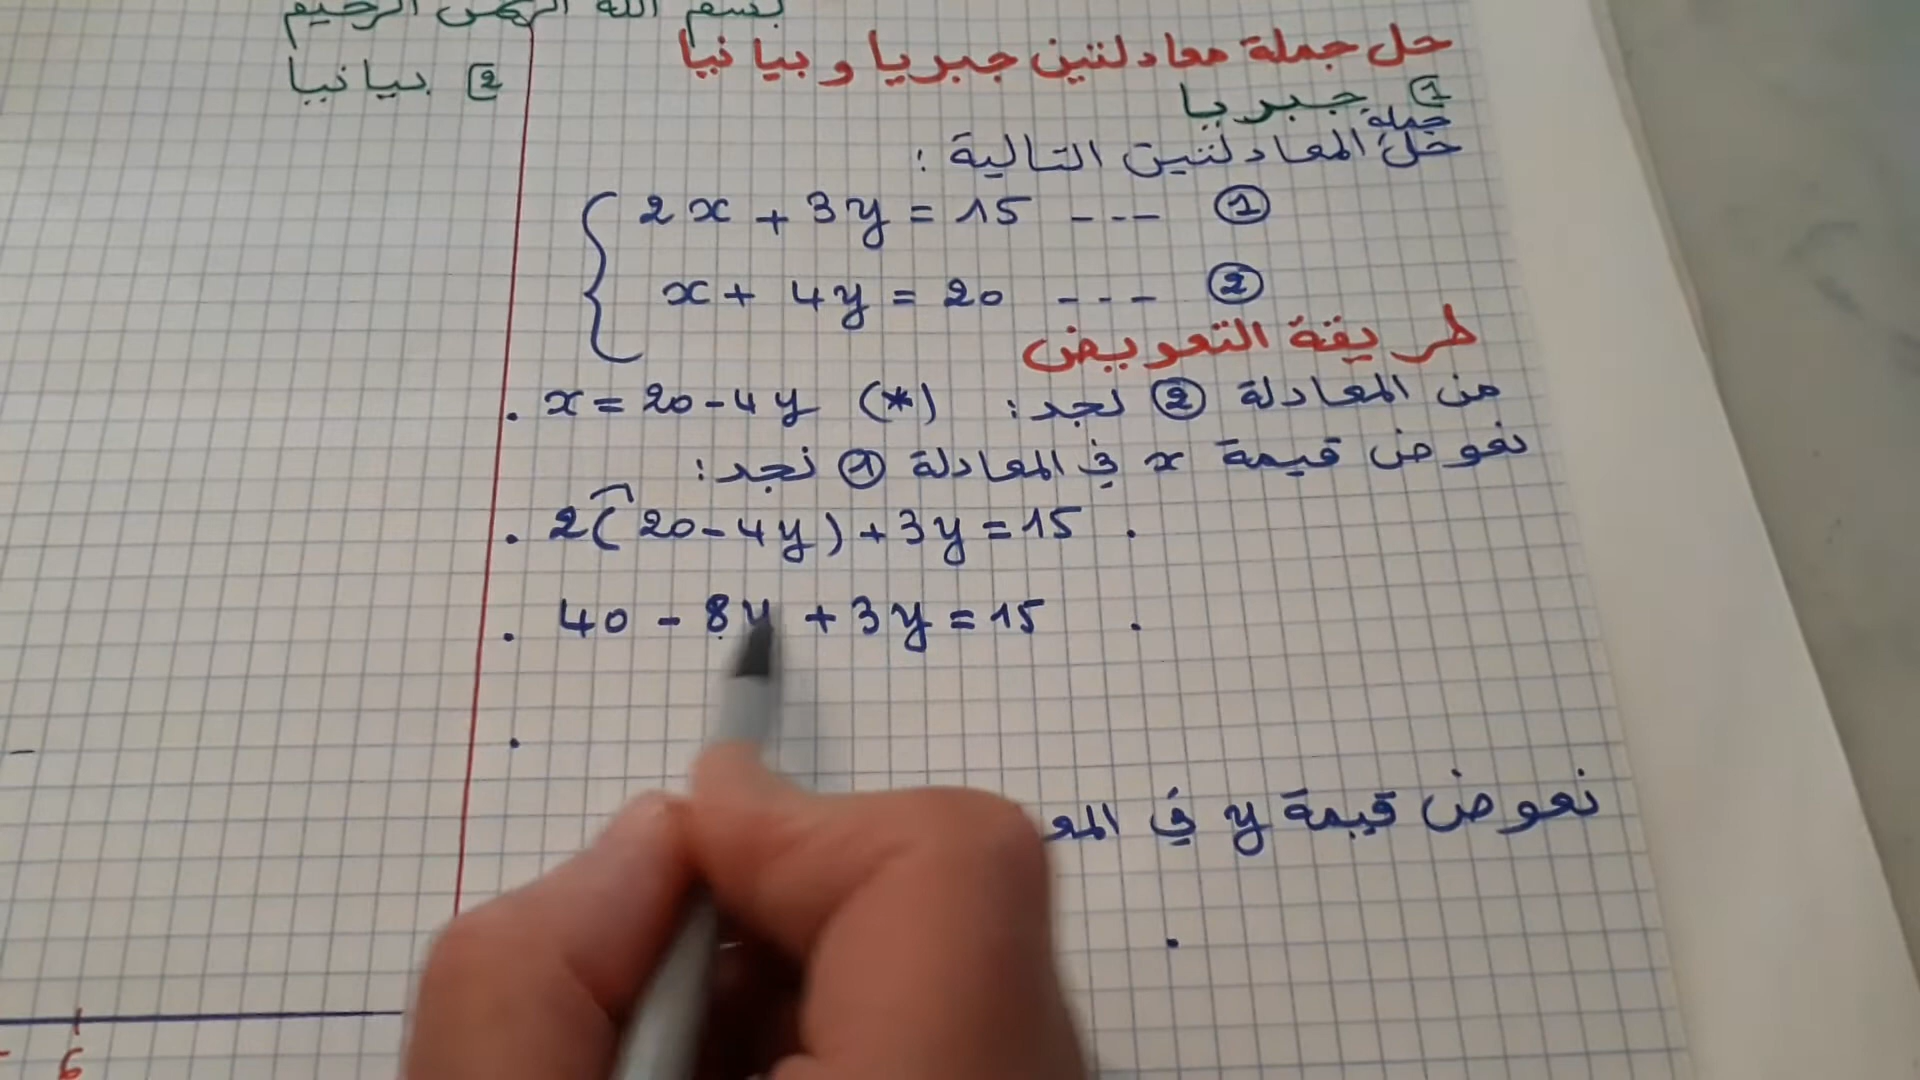 بسم الله الرحمن الرحيم
حل جملة معادلتين جبريا و بيانيا
1 جبريا
2 بيانيا
حل جملة المعادلتين التالية :
2x + 3y = 15 --- ①
x + 4y = 20 --- ②
طريقة التعويض
من المعادلة ② نجد: (*) x = 20 - 4y .
نعوض قيمة x في المعادلة ① نجد:
. 2(20 - 4y) + 3y = 15 .
. 40 - 8y + 3y = 15 .
نعوض قيمة y في
6